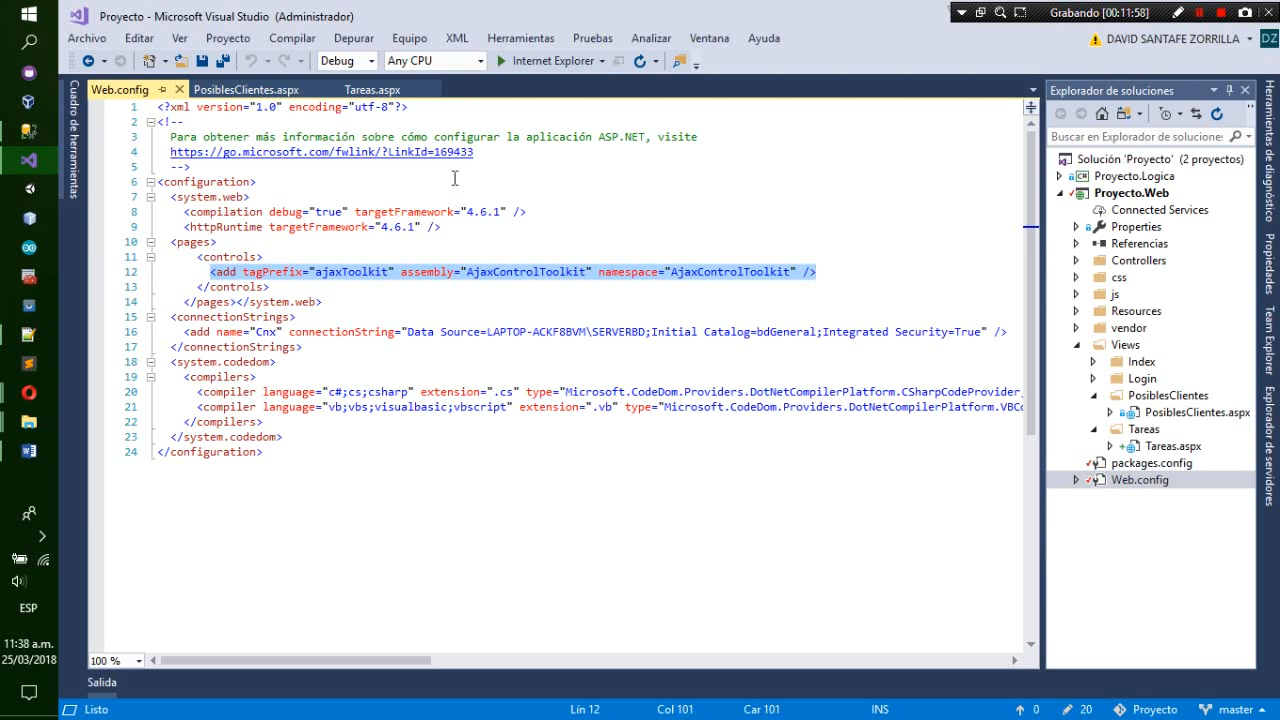 Proyecto - Microsoft Visual Studio (Administrador)
Grabando [00:11:58]
Archivo Editar Ver Proyecto Compilar Depurar Equipo XML Herramientas Pruebas Analizar Ventana Ayuda
DAVID SANTAFE ZORRILLA
DZ
Debug Any CPU Internet Explorer
Cuadro de herramientas
Web.config PosiblesClientes.aspx Tareas.aspx
1 <?xml version="1.0" encoding="utf-8"?>
2 <!--
3 Para obtener más información sobre cómo configurar la aplicación ASP.NET, visite
4 https://go.microsoft.com/fwlink/?LinkId=169433
5 -->
6 <configuration>
7 <system.web>
8 <compilation debug="true" targetFramework="4.6.1" />
9 <httpRuntime targetFramework="4.6.1" />
10 <pages>
11 <controls>
12 <add tagPrefix="ajaxToolkit" assembly="AjaxControlToolkit" namespace="AjaxControlToolkit" />
13 </controls>
14 </pages></system.web>
15 <connectionStrings>
16 <add name="Cnx" connectionString="Data Source=LAPTOP-ACKF8BVM\SERVERBD;Initial Catalog=bdGeneral;Integrated Security=True" />
17 </connectionStrings>
18 <system.codedom>
19 <compilers>
20 <compiler language="c#;cs;csharp" extension=".cs" type="Microsoft.CodeDom.Providers.DotNetCompilerPlatform.CSharpCodeProvider,
21 <compiler language="vb;vbs;visualbasic;vbscript" extension=".vb" type="Microsoft.CodeDom.Providers.DotNetCompilerPlatform.VBCo
22 </compilers>
23 </system.codedom>
24 </configuration>
100 %
Explorador de soluciones
Buscar en Explorador de soluciones
Solución 'Proyecto' (2 proyectos)
Proyecto.Logica
Proyecto.Web
Connected Services
Properties
Referencias
Controllers
css
js
Resources
vendor
Views
Index
Login
PosiblesClientes
PosiblesClientes.aspx
Tareas
Tareas.aspx
packages.config
Web.config
Herramientas de diagnóstico
Propiedades
Team Explorer
Explorador de servidores
ESP
11:38 a.m.
25/03/2018
Salida
Listo Lín 12 Col 101 Car 101 INS 0 20 Proyecto master